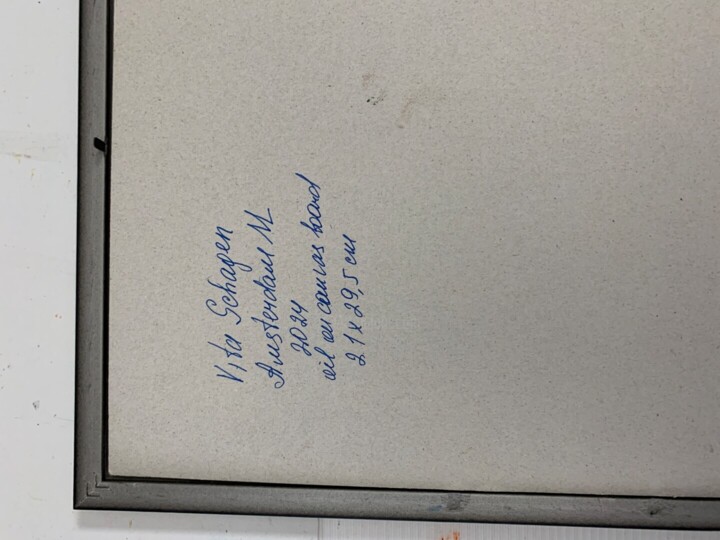 Vita Schagen
Amsterdam M
2024
oil on canvas board
21 x 29,5 cm